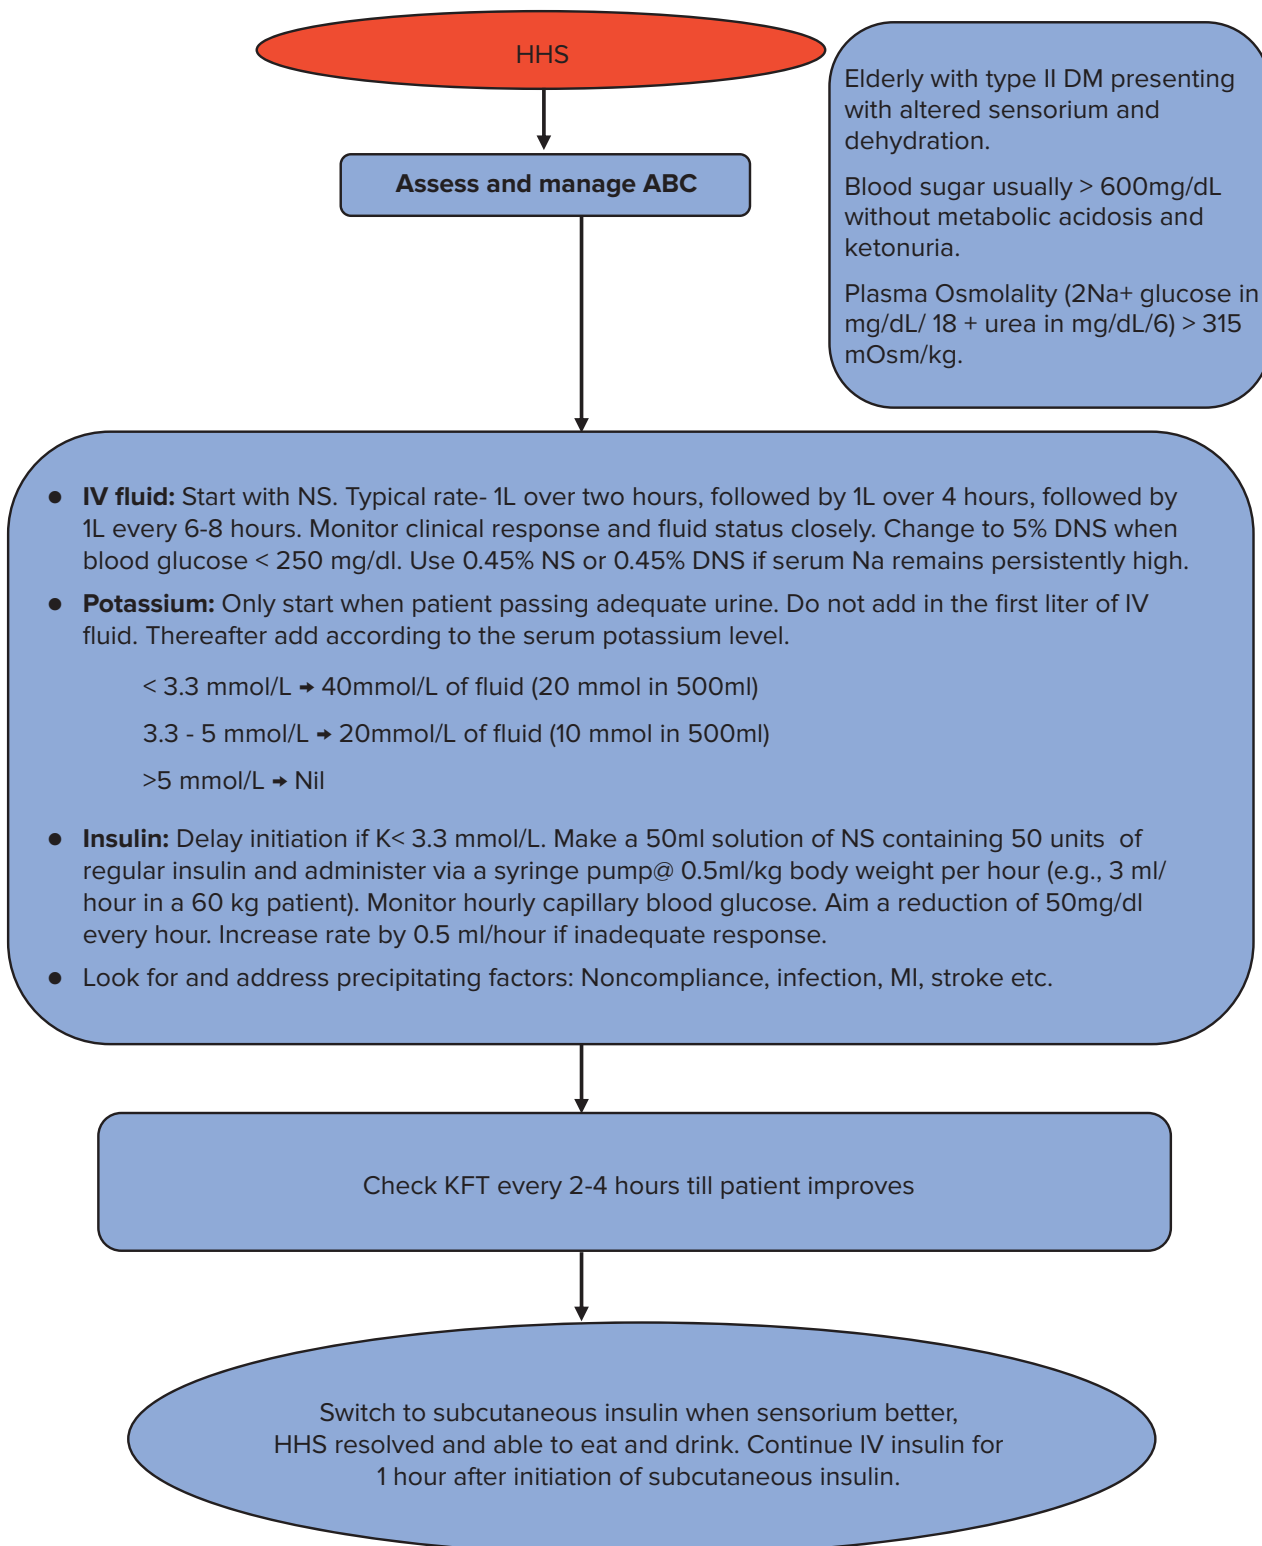 HHS
Elderly with type II DM presenting
with altered sensorium and
dehydration.
Blood sugar usually > 600mg/dL
without metabolic acidosis and
ketonuria.
Plasma Osmolality (2Na+ glucose in
mg/dL/ 18 + urea in mg/dL/6) > 315
mOsm/kg.
Assess and manage ABC
● IV fluid: Start with NS. Typical rate- 1L over two hours, followed by 1L over 4 hours, followed by
1L every 6-8 hours. Monitor clinical response and fluid status closely. Change to 5% DNS when
blood glucose < 250 mg/dl. Use 0.45% NS or 0.45% DNS if serum Na remains persistently high.
● Potassium: Only start when patient passing adequate urine. Do not add in the first liter of IV
fluid. Thereafter add according to the serum potassium level.
< 3.3 mmol/L → 40mmol/L of fluid (20 mmol in 500ml)
3.3 - 5 mmol/L → 20mmol/L of fluid (10 mmol in 500ml)
>5 mmol/L → Nil
● Insulin: Delay initiation if K< 3.3 mmol/L. Make a 50ml solution of NS containing 50 units of
regular insulin and administer via a syringe pump@ 0.5ml/kg body weight per hour (e.g., 3 ml/
hour in a 60 kg patient). Monitor hourly capillary blood glucose. Aim a reduction of 50mg/dl
every hour. Increase rate by 0.5 ml/hour if inadequate response.
● Look for and address precipitating factors: Noncompliance, infection, MI, stroke etc.
Check KFT every 2-4 hours till patient improves
Switch to subcutaneous insulin when sensorium better,
HHS resolved and able to eat and drink. Continue IV insulin for
1 hour after initiation of subcutaneous insulin.